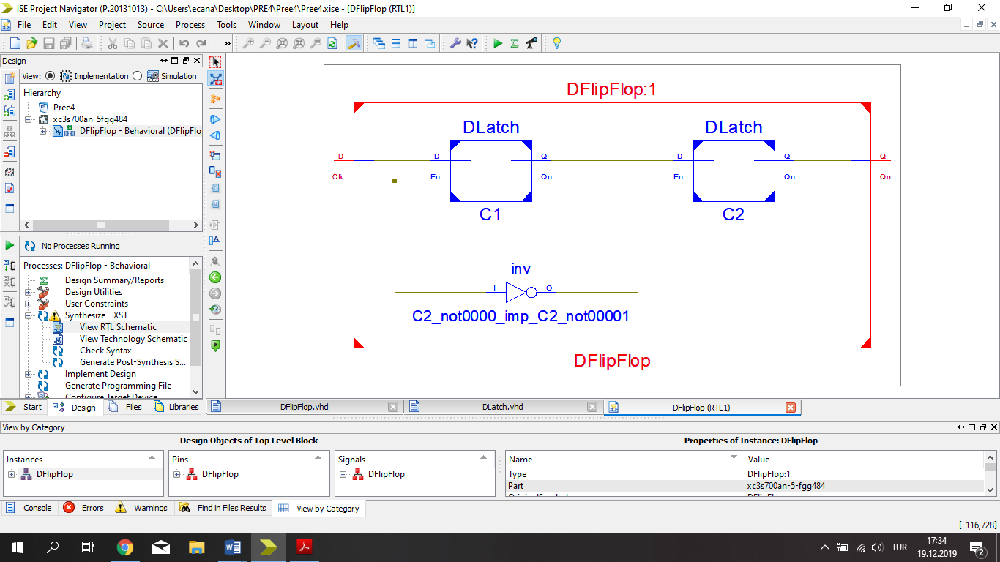 ISE Project Navigator (P.20131013) - C:\Users\ecana\Desktop\PRE4\Pree4\Pree4.xise - [DFlipFlop (RTL1)]
File Edit View Project Source Process Tools Window Layout Help
Design
View: Implementation Simulation
Hierarchy
Pree4
xc3s700an-5fgg484
DFlipFlop - Behavioral (DFlipFlo
No Processes Running
Processes: DFlipFlop - Behavioral
Design Summary/Reports
Design Utilities
User Constraints
Synthesize - XST
View RTL Schematic
View Technology Schematic
Check Syntax
Generate Post-Synthesis S...
Implement Design
Generate Programming File
Configure Target Device
Start Design Files Libraries
DFlipFlop:1
DLatch DLatch
D D Q D Q Q
Clk En Qn En Qn Qn
C1 C2
inv
I O
C2_not0000_imp_C2_not00001
DFlipFlop
DFlipFlop.vhd DLatch.vhd DFlipFlop (RTL1)
View by Category
Design Objects of Top Level Block Properties of Instance: DFlipFlop
Instances Pins Signals Name Value
DFlipFlop DFlipFlop DFlipFlop Type DFlipFlop:1
Part xc3s700an-5-fgg484
Console Errors Warnings Find in Files Results View by Category
[-116,728]
17:34
TUR
19.12.2019
2